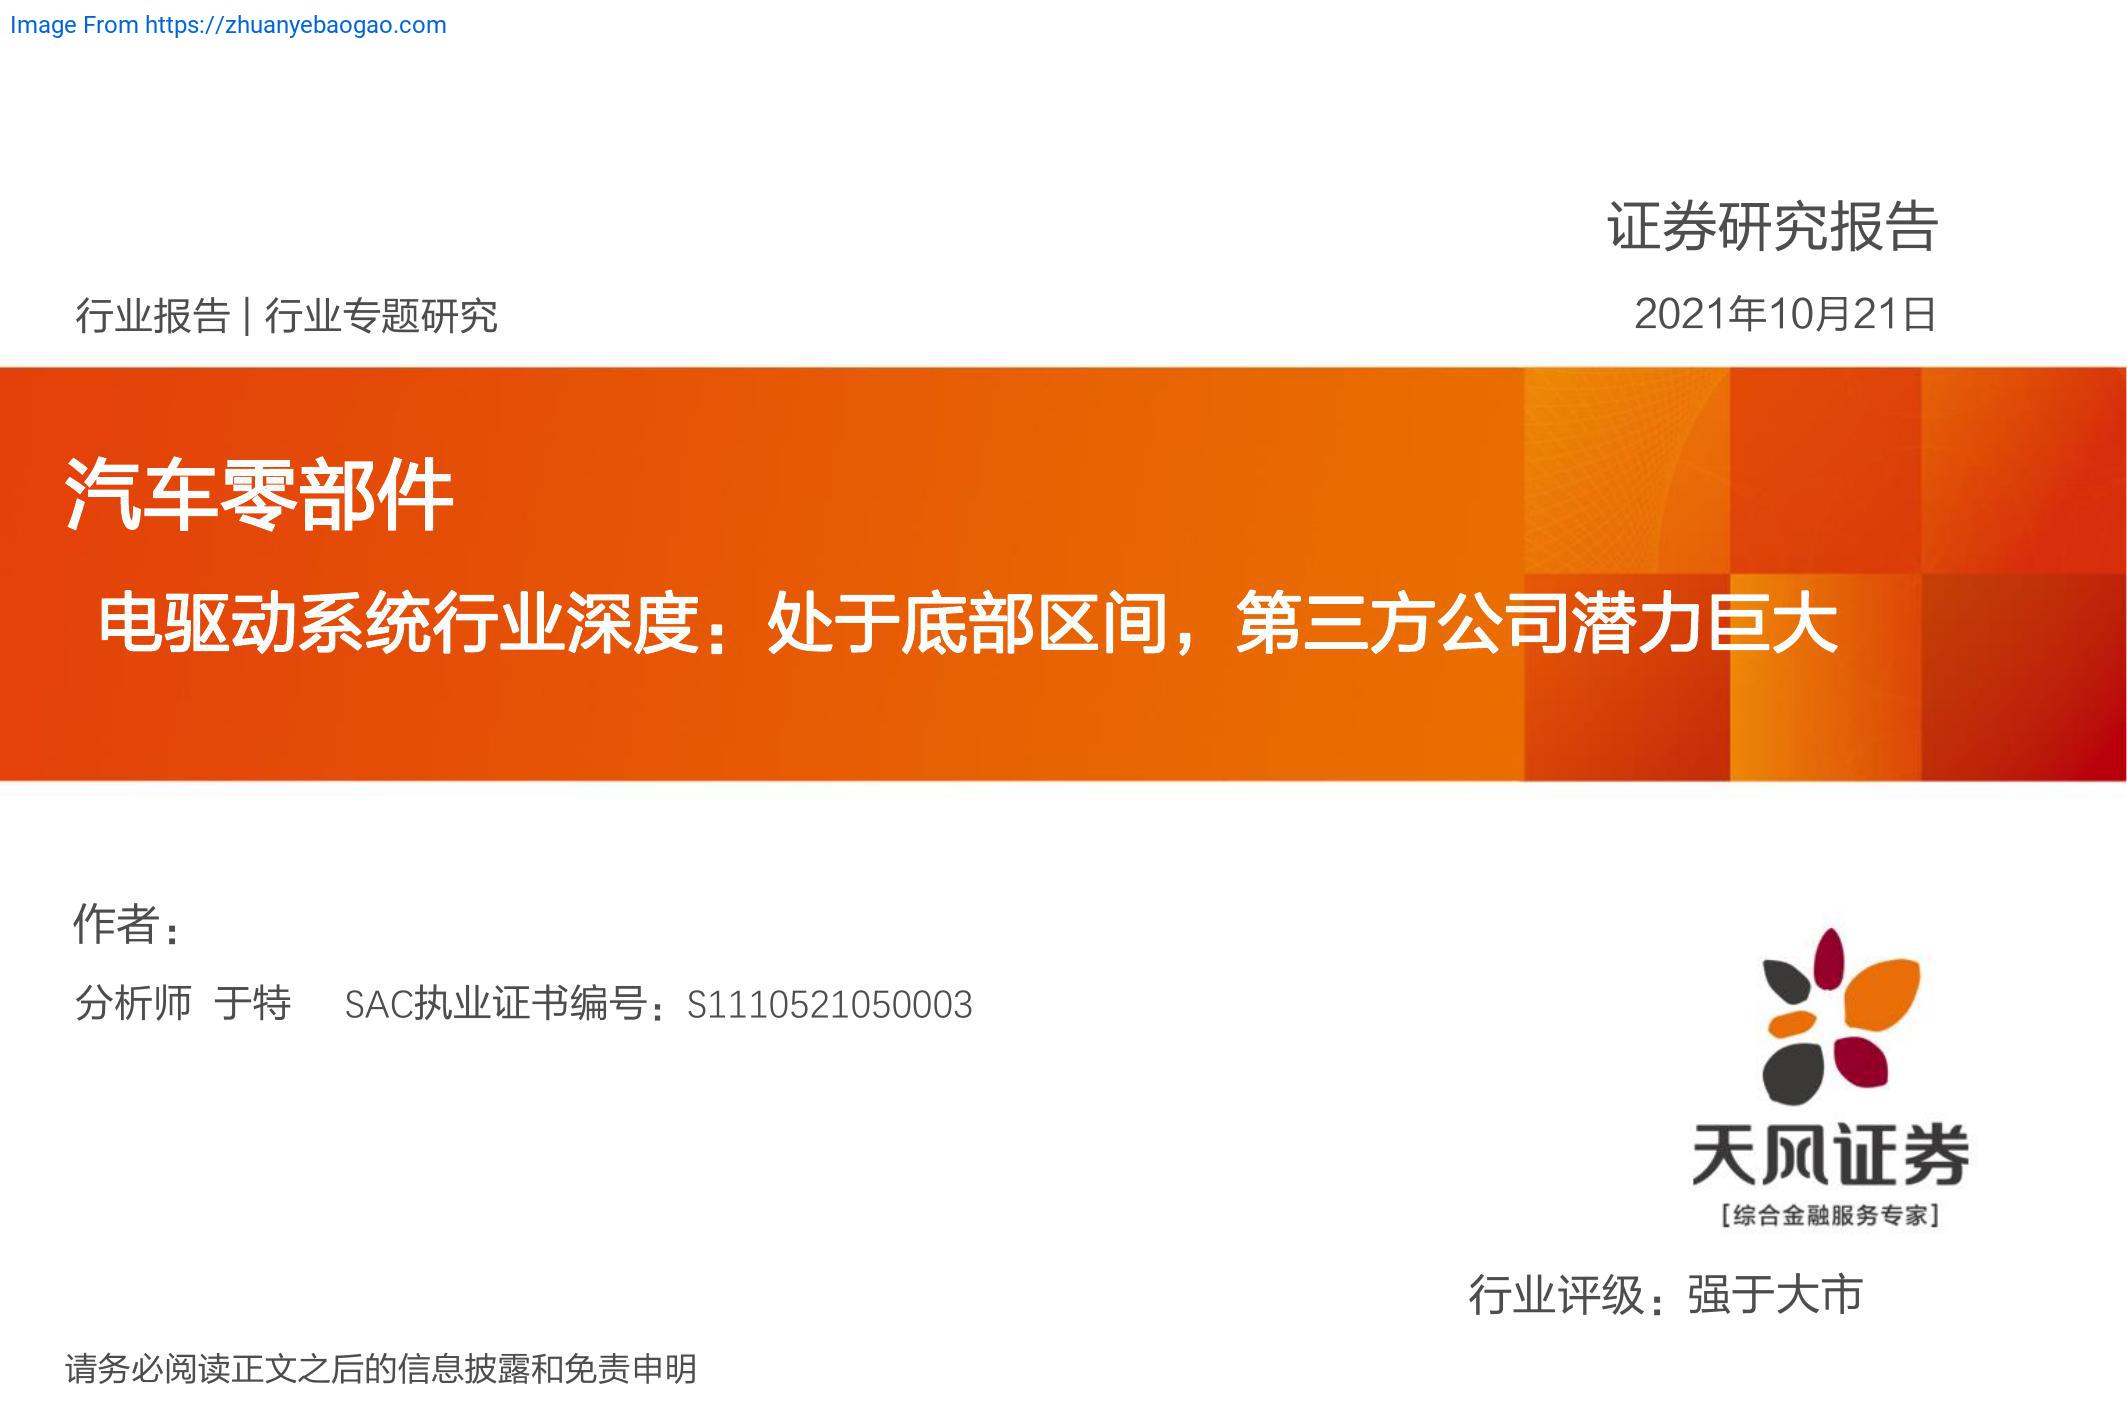 Image From https://zhuanyebaogao.com
证券研究报告
行业报告 | 行业专题研究
2021年10月21日
汽车零部件
电驱动系统行业深度：处于底部区间，第三方公司潜力巨大
作者：
分析师 于特 SAC执业证书编号：S1110521050003
天风证券
[综合金融服务专家]
行业评级：强于大市
请务必阅读正文之后的信息披露和免责申明